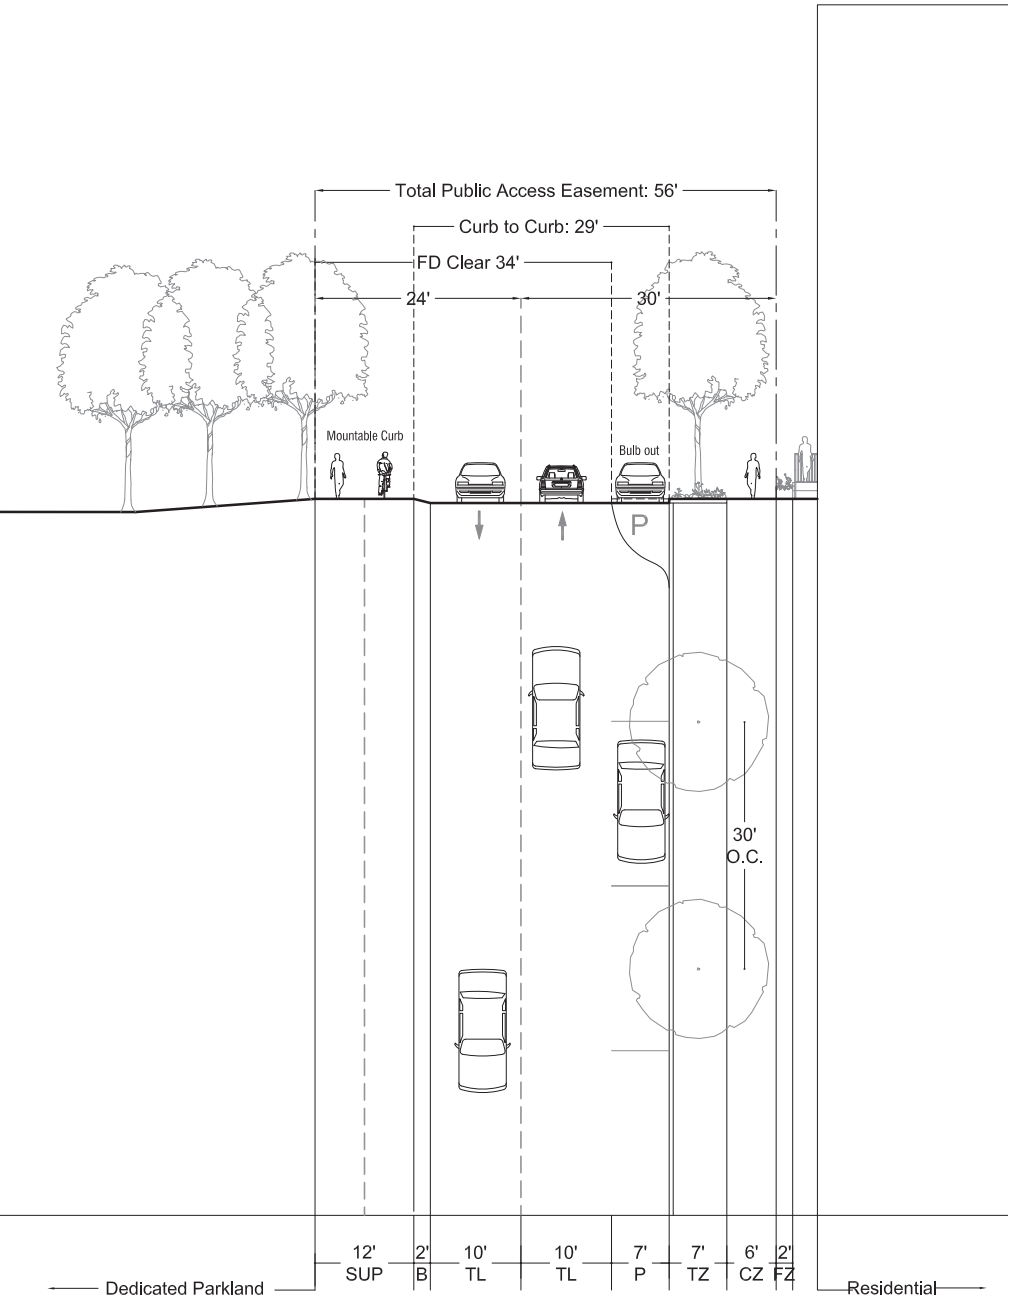 Total Public Access Easement: 56'
Curb to Curb: 29'
FD Clear 34'
24'
30'
Mountable Curb
Bulb out
P
30'
O.C.
12'
SUP
2'
B
10'
TL
10'
TL
7'
P
7'
TZ
6'
CZ
2'
FZ
Dedicated Parkland
Residential